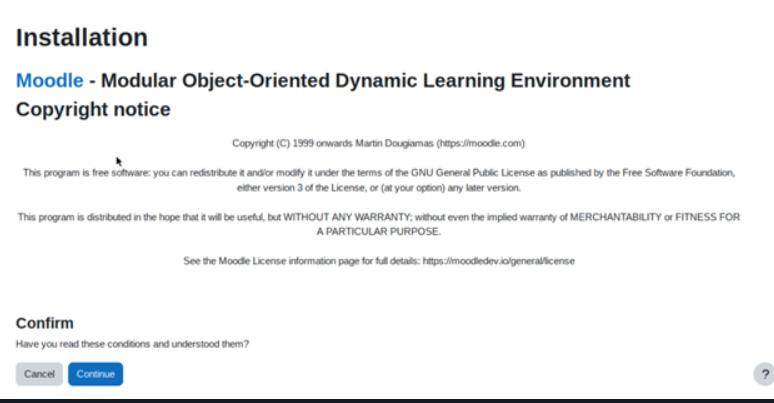 Installation
Moodle - Modular Object-Oriented Dynamic Learning Environment
Copyright notice
Copyright (C) 1999 onwards Martin Dougiamas (https://moodle.com)
This program is free software: you can redistribute it and/or modify it under the terms of the GNU General Public License as published by the Free Software Foundation,
either version 3 of the License, or (at your option) any later version.
This program is distributed in the hope that it will be useful, but WITHOUT ANY WARRANTY; without even the implied warranty of MERCHANTABILITY or FITNESS FOR
A PARTICULAR PURPOSE.
See the Moodle License information page for full details: https://moodledev.io/general/license
Confirm
Have you read these conditions and understood them?
Cancel Continue
?